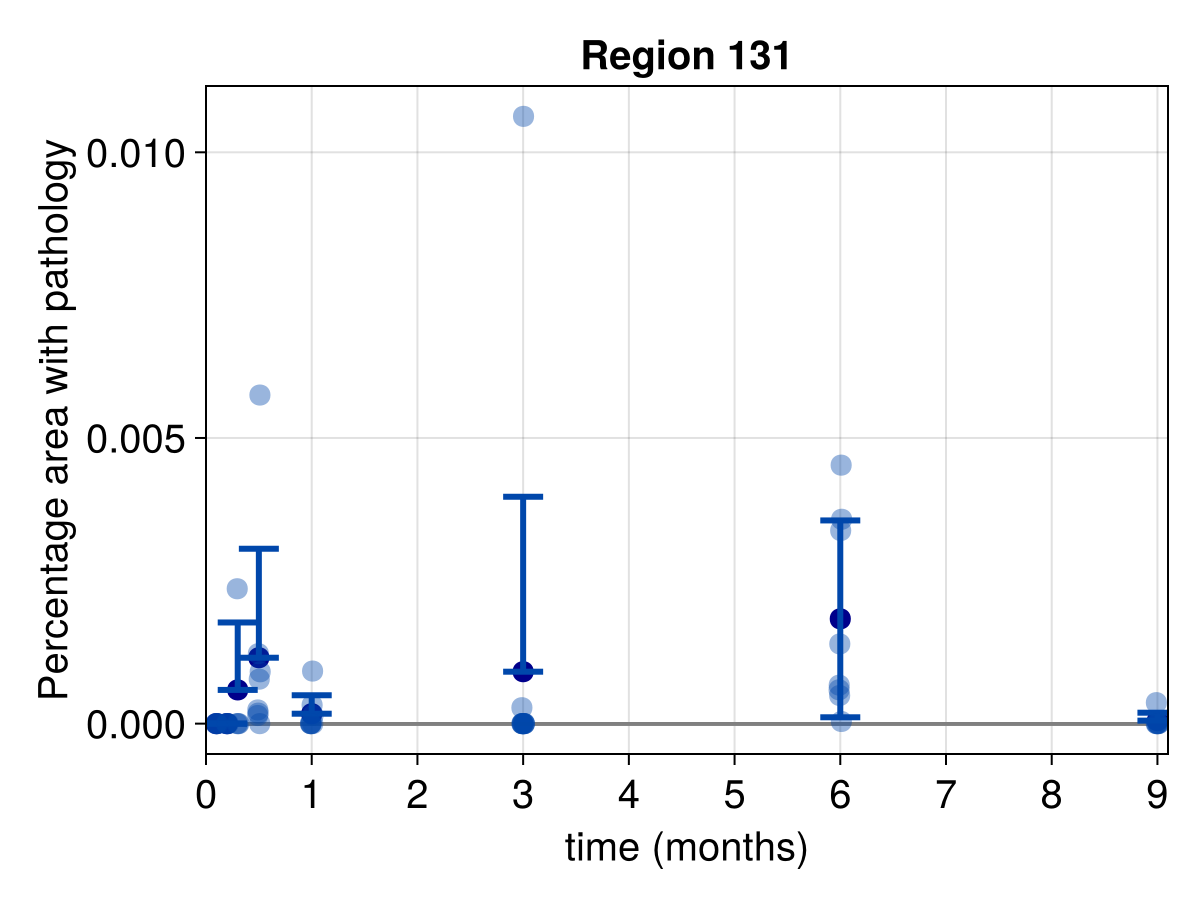 Region 131
Percentage area with pathology
0.010
0.005
0.000
0 1 2 3 4 5 6 7 8 9
time (months)